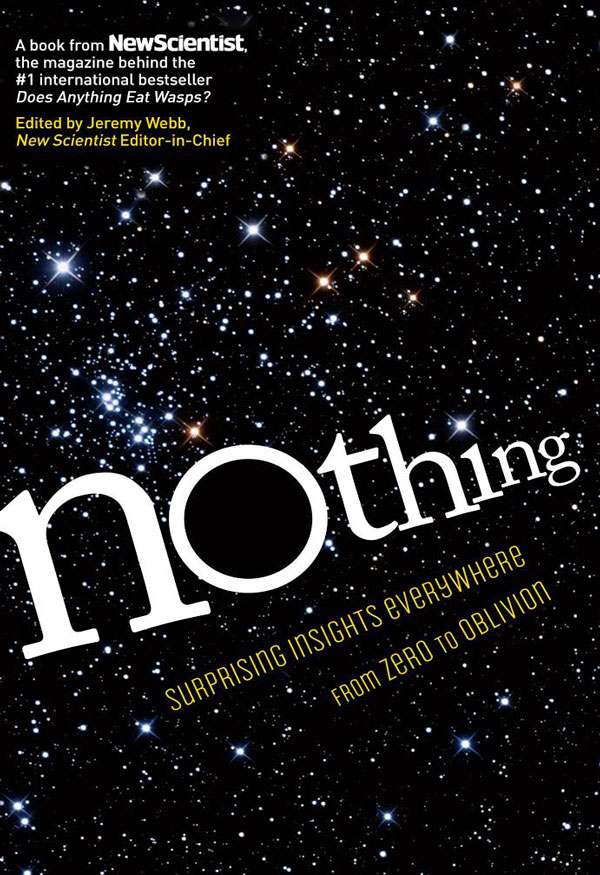 A book from NewScientist,
the magazine behind the
#1 international bestseller
Does Anything Eat Wasps?
Edited by Jeremy Webb,
New Scientist Editor-in-Chief
nothing
SURPRISING INSIGHTS EVERYWHERE
FROM ZERO TO OBLIVION